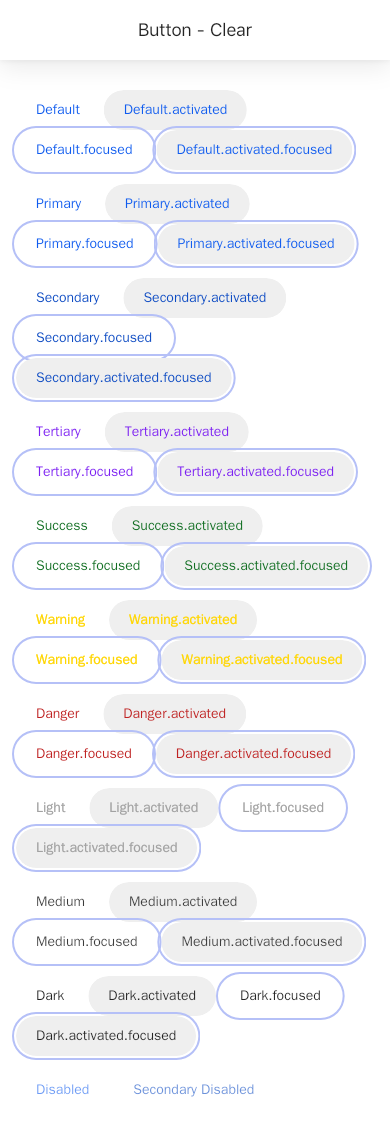 Button - Clear
Default Default.activated
Default.focused Default.activated.focused
Primary Primary.activated
Primary.focused Primary.activated.focused
Secondary Secondary.activated
Secondary.focused
Secondary.activated.focused
Tertiary Tertiary.activated
Tertiary.focused Tertiary.activated.focused
Success Success.activated
Success.focused Success.activated.focused
Warning Warning.activated
Warning.focused Warning.activated.focused
Danger Danger.activated
Danger.focused Danger.activated.focused
Light Light.activated Light.focused
Light.activated.focused
Medium Medium.activated
Medium.focused Medium.activated.focused
Dark Dark.activated Dark.focused
Dark.activated.focused
Disabled Secondary Disabled